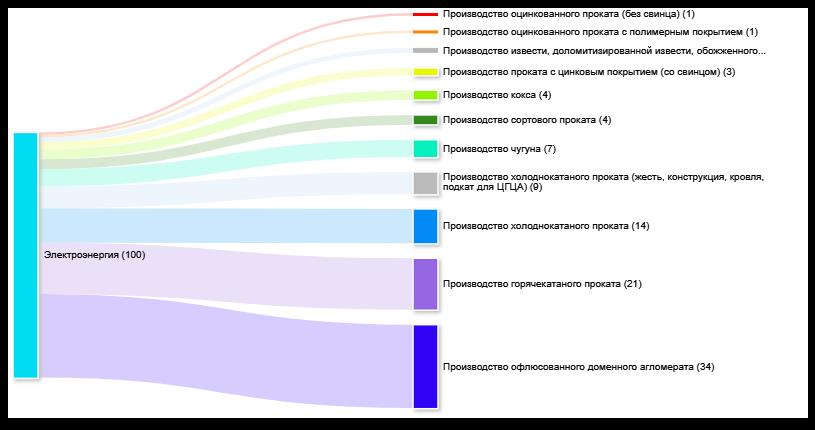 Производство оцинкованного проката (без свинца) (1)
Производство оцинкованного проката с полимерным покрытием (1)
Производство извести, доломитизированной извести, обожженного...
Производство проката с цинковым покрытием (со свинцом) (3)
Производство кокса (4)
Производство сортового проката (4)
Производство чугуна (7)
Производство холоднокатаного проката (жесть, конструкция, кровля,
подкат для ЦГЦА) (9)
Производство холоднокатаного проката (14)
Электроэнергия (100)
Производство горячекатаного проката (21)
Производство офлюсованного доменного агломерата (34)